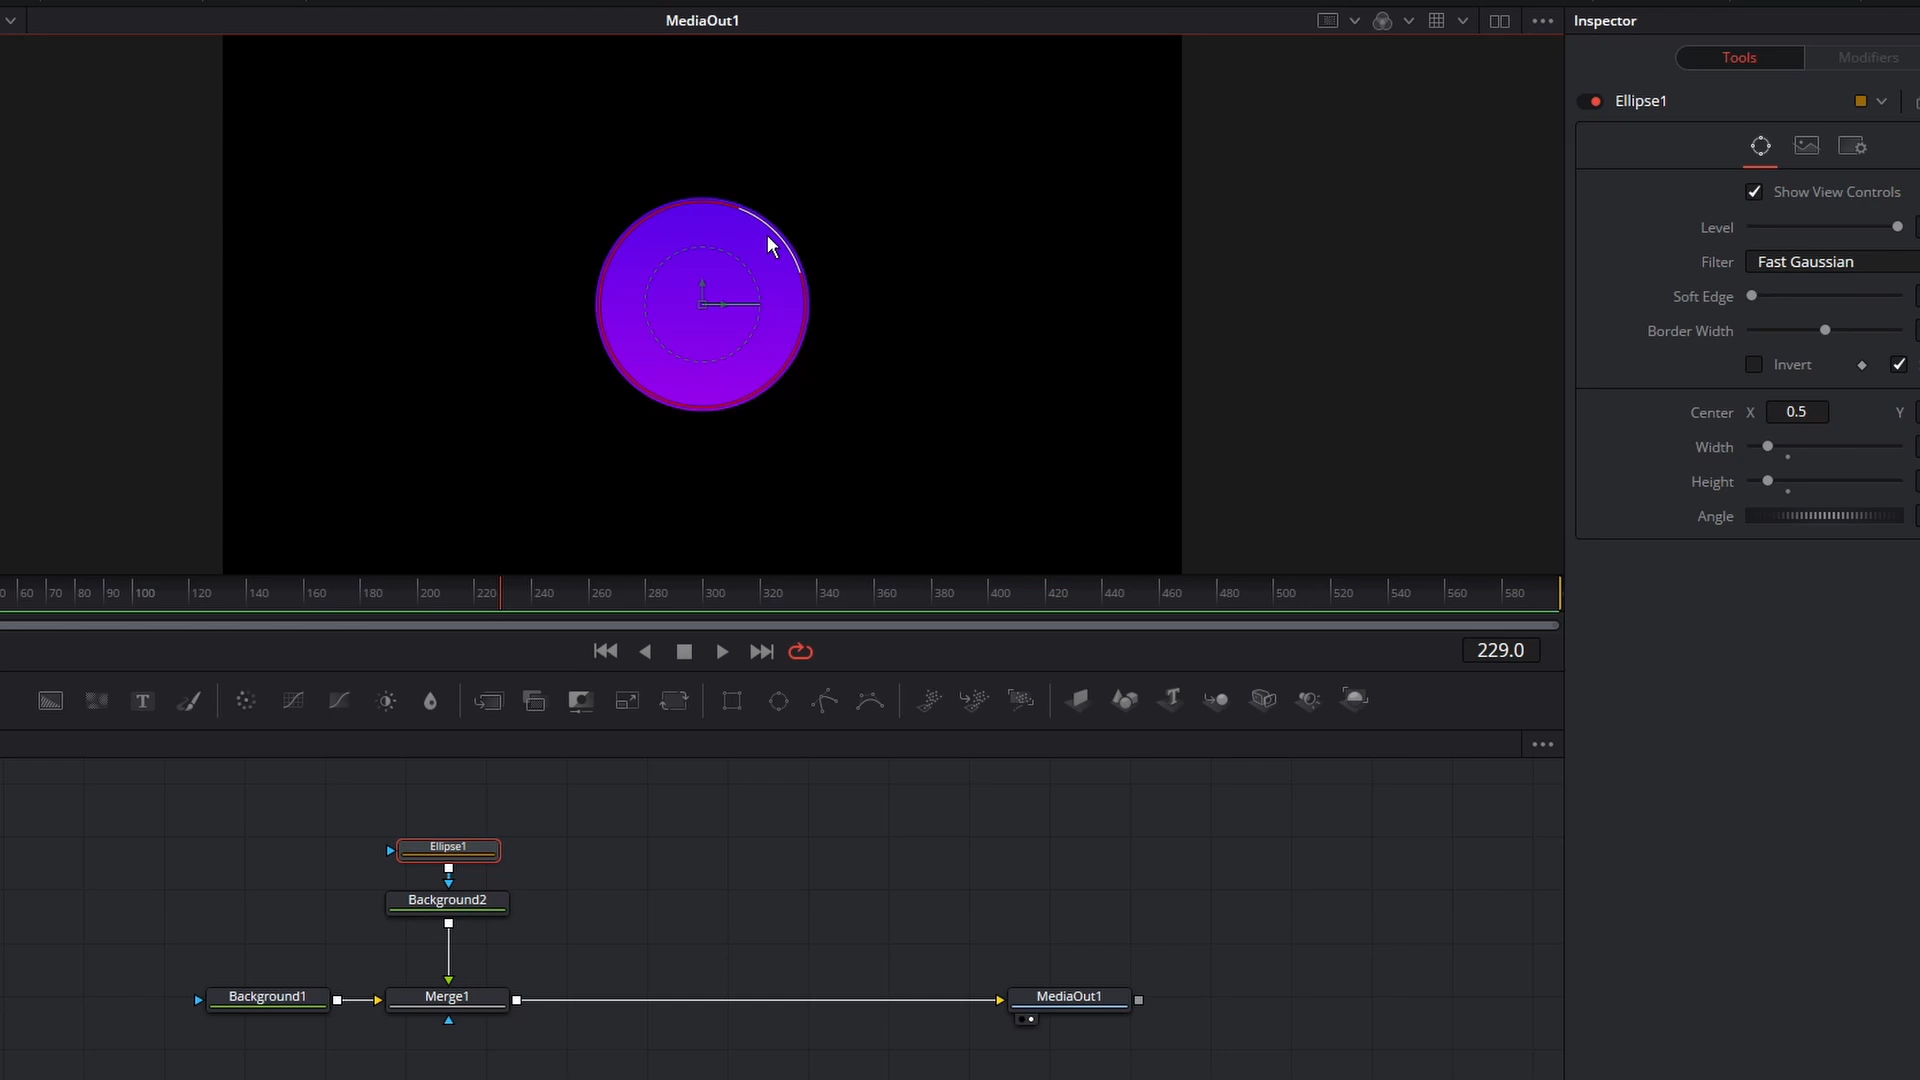 MediaOut1
Inspector
Tools
Modifiers
Ellipse1
Show View Controls
Level
Filter
Fast Gaussian
Soft Edge
Border Width
Invert
Center X 0.5 Y
Width
Height
Angle
0 60 70 80 90 100 120 140 160 180 200 220 240 260 280 300 320 340 360 380 400 420 440 460 480 500 520 540 560 580
229.0
T
T
Ellipse1
Background2
Background1
Merge1
MediaOut1